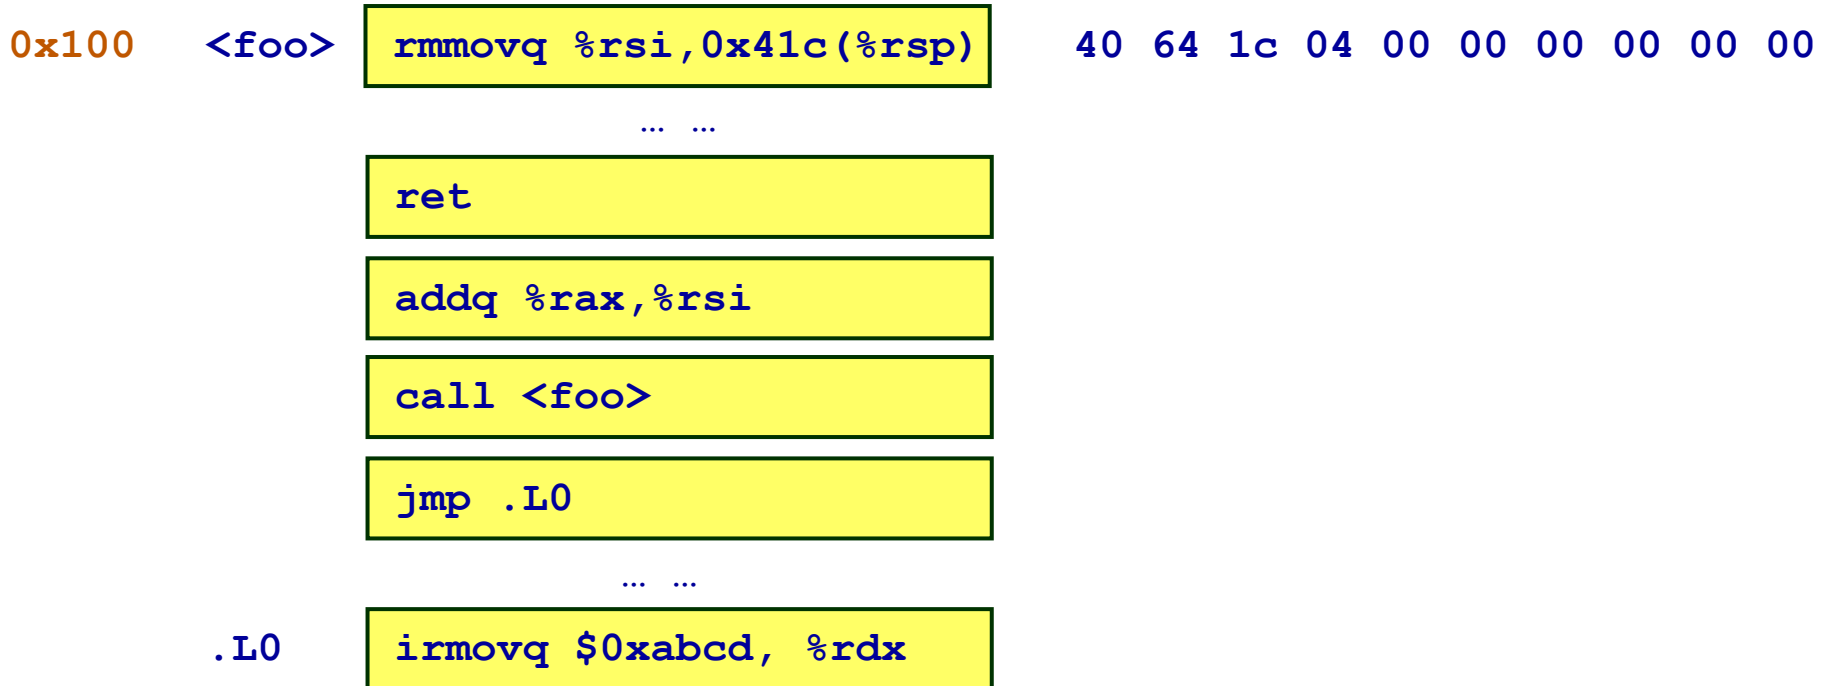 0x100 <foo> rmmovq %rsi,0x41c(%rsp) 40 64 1c 04 00 00 00 00 00 00
… …
ret
addq %rax,%rsi
call <foo>
jmp .L0
… …
.L0 irmovq $0xabcd, %rdx